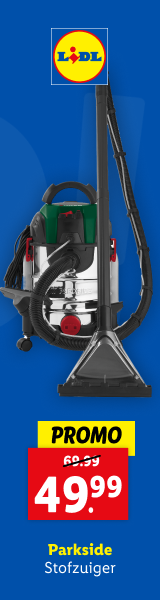 LIDL
PROMO
69.99
49.99
Parkside
Stofzuiger